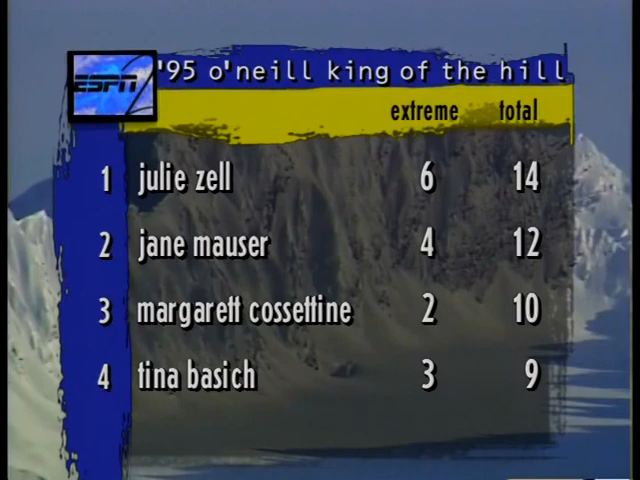 ESPN
'95 o'neill king of the hill
extreme total
1 julie zell 6 14
2 jane mauser 4 12
3 margarett cossettine 2 10
4 tina basich 3 9